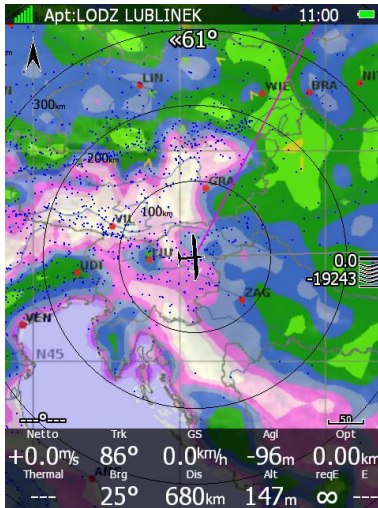 Apt:LODZ LUBLINEK 11:00
«61°
LIN
WIE
BRA
NIT
300km
200km
GRA
100km
VIL
LJU
UDI
0.0
-19243
ZAG
VEN
N45
---°---
50
Netto Trk GS Agl Opt
+0.0m/s 86° 0.0km/h -96m 0.00km
Thermal Brg Dis Alt reqE E
--- 25° 680km 147m ∞ ---